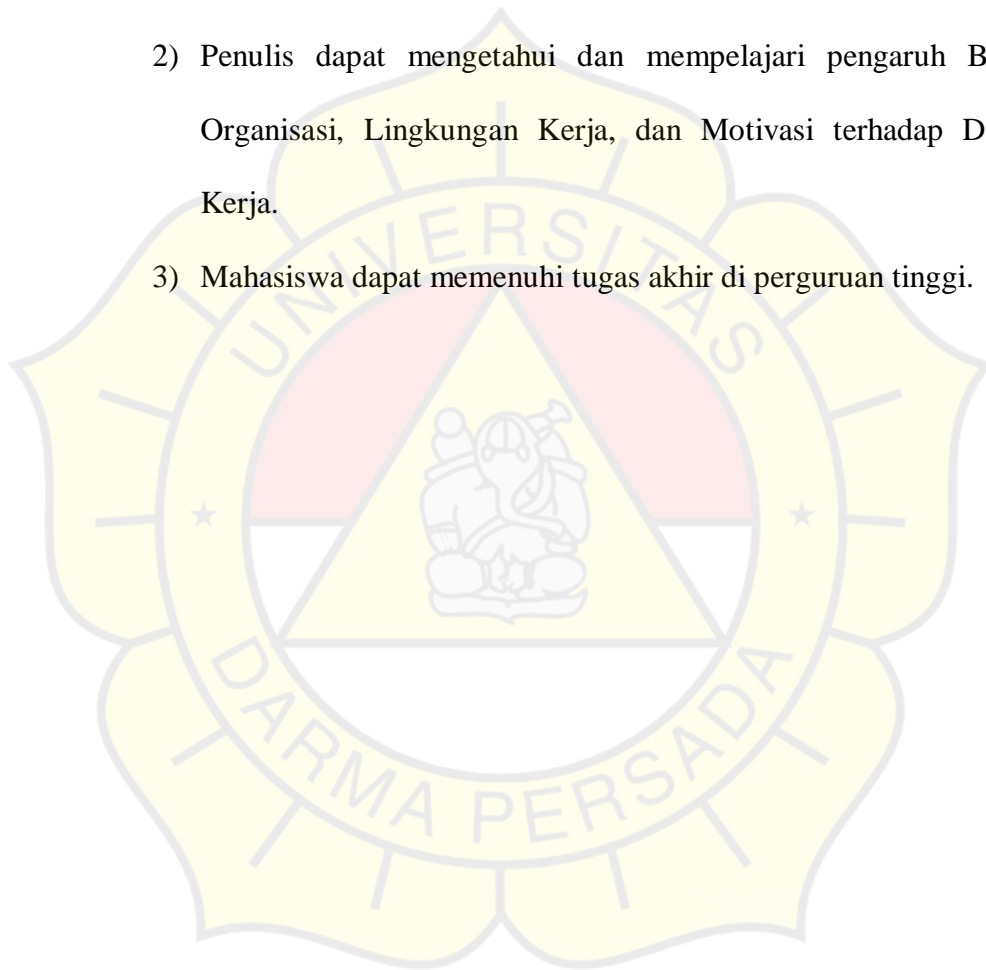 2) Penulis dapat mengetahui dan mempelajari pengaruh B
Organisasi, Lingkungan Kerja, dan Motivasi terhadap D
Kerja.
3) Mahasiswa dapat memenuhi tugas akhir di perguruan tinggi.
UNIVERSITAS
DARMA PERSADA